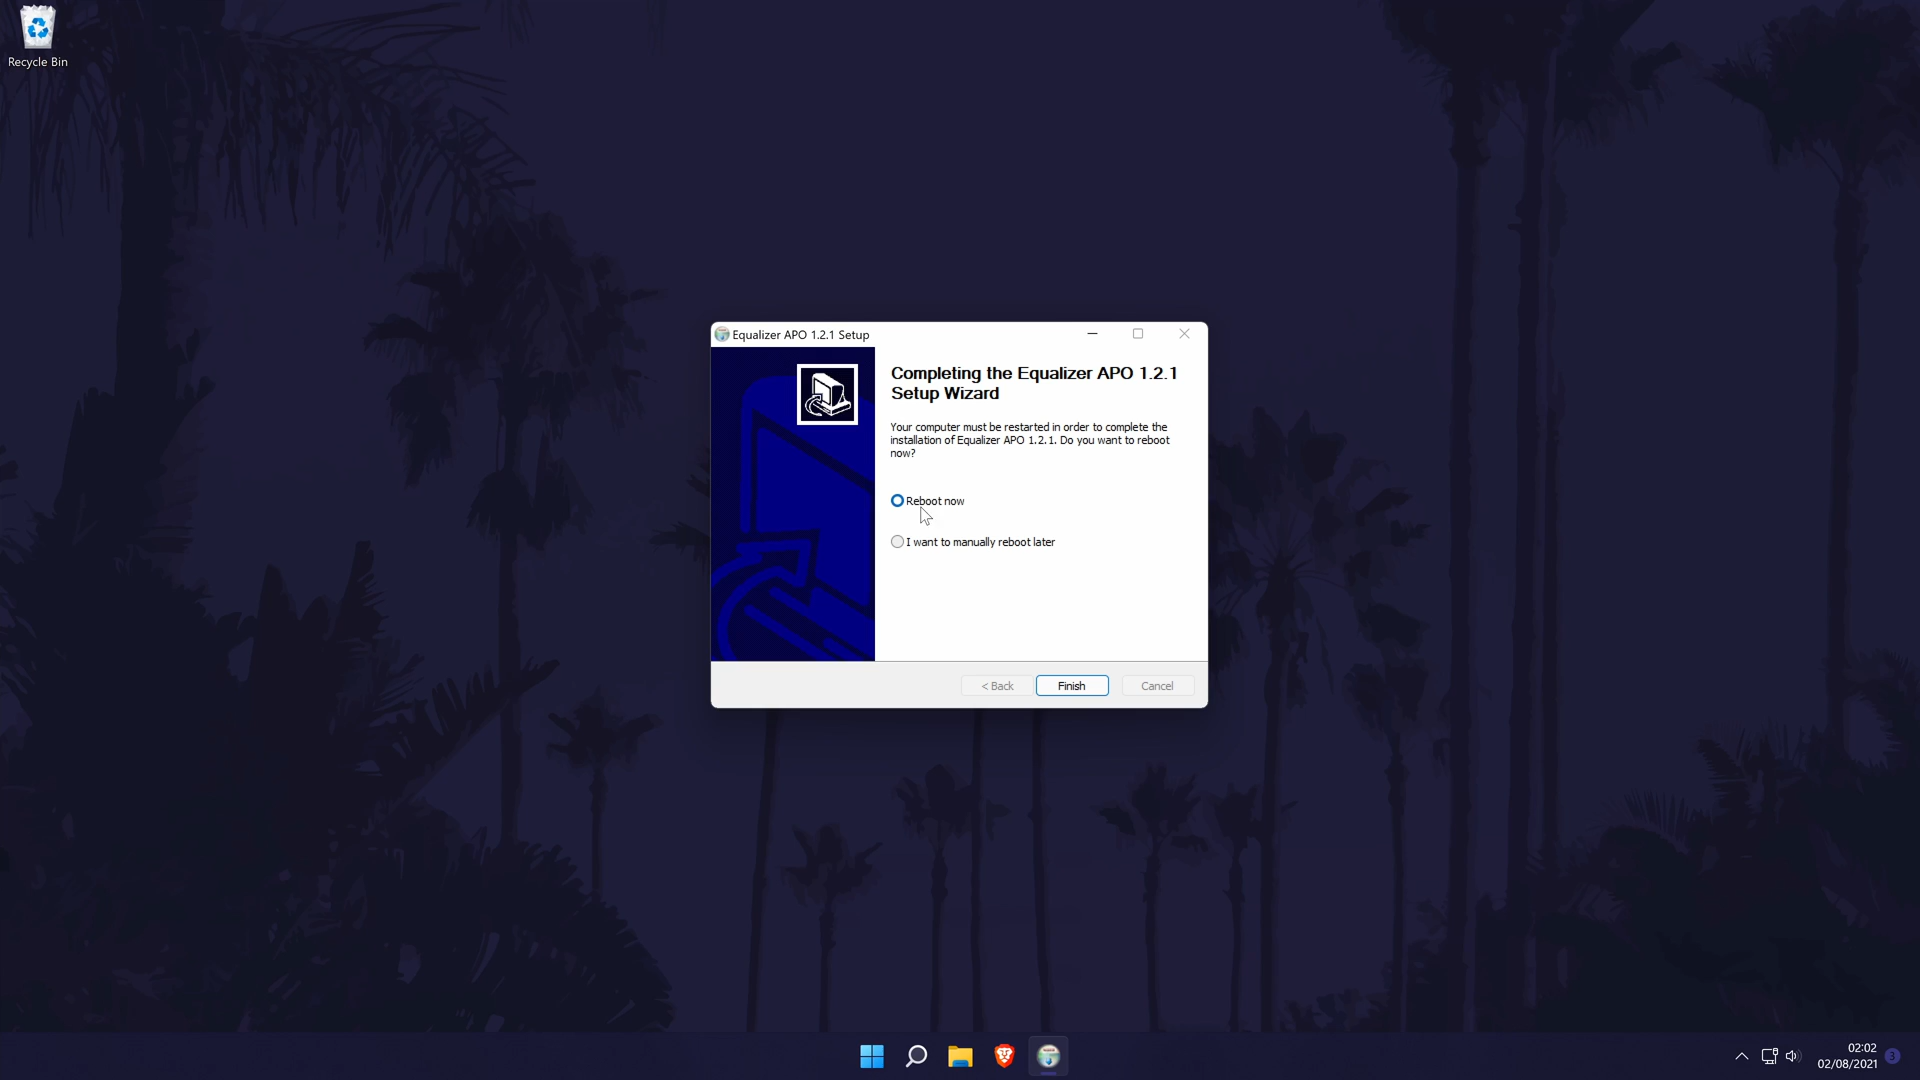 Recycle Bin
Equalizer APO 1.2.1 Setup
Completing the Equalizer APO 1.2.1
Setup Wizard
Your computer must be restarted in order to complete the
installation of Equalizer APO 1.2.1. Do you want to reboot
now?
Reboot now
I want to manually reboot later
< Back
Finish
Cancel
02:02
02/08/2021
3